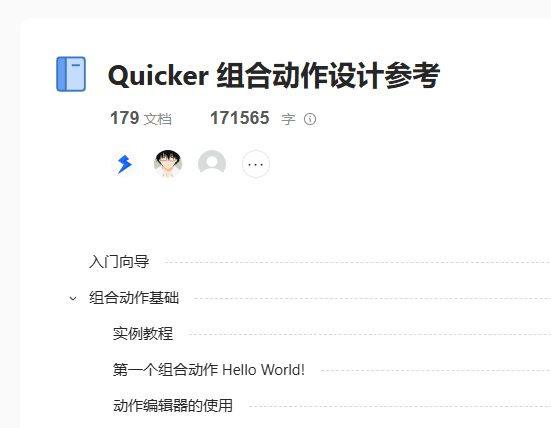 Quicker 组合动作设计参考
179 文档 171565 字
入门向导
组合动作基础
实例教程
第一个组合动作 Hello World!
动作编辑器的使用